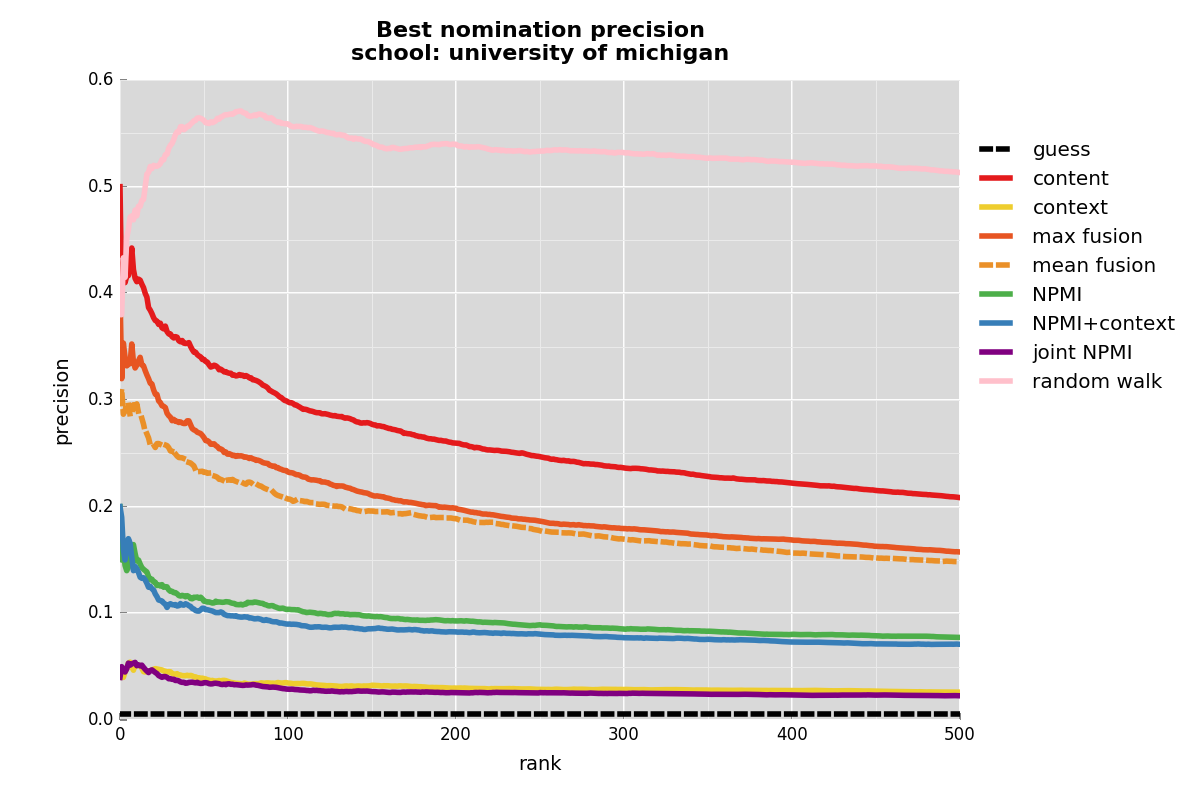 Best nomination precision
school: university of michigan
precision
0.6
0.5
0.4
0.3
0.2
0.1
0.0
0 100 200 300 400 500
rank
guess
content
context
max fusion
mean fusion
NPMI
NPMI+context
joint NPMI
random walk